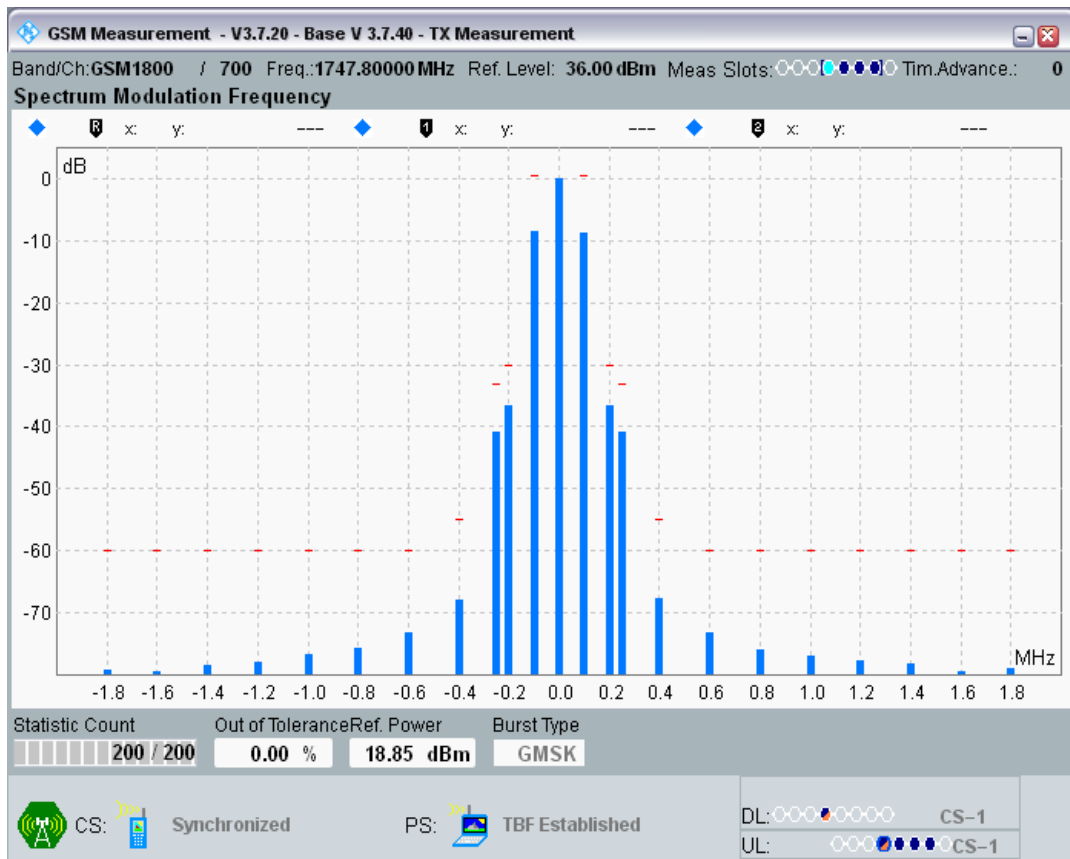 GSM Measurement - V3.7.20 - Base V 3.7.40 - TX Measurement
Band/Ch:GSM1800 / 700 Freq.:1747.80000 MHz Ref. Level: 36.00 dBm Meas Slots: Tim.Advance.: 0
Spectrum Modulation Frequency
R x: y: --- 1 x: y: --- 2 x: y: ---
dB
0
-10
-20
-30
-40
-50
-60
-70
MHz
-1.8 -1.6 -1.4 -1.2 -1.0 -0.8 -0.6 -0.4 -0.2 0.0 0.2 0.4 0.6 0.8 1.0 1.2 1.4 1.6 1.8
Statistic Count Out of Tolerance Ref. Power Burst Type
200 / 200 0.00 % 18.85 dBm GMSK
CS: Synchronized PS: TBF Established
DL: CS-1
UL: CS-1